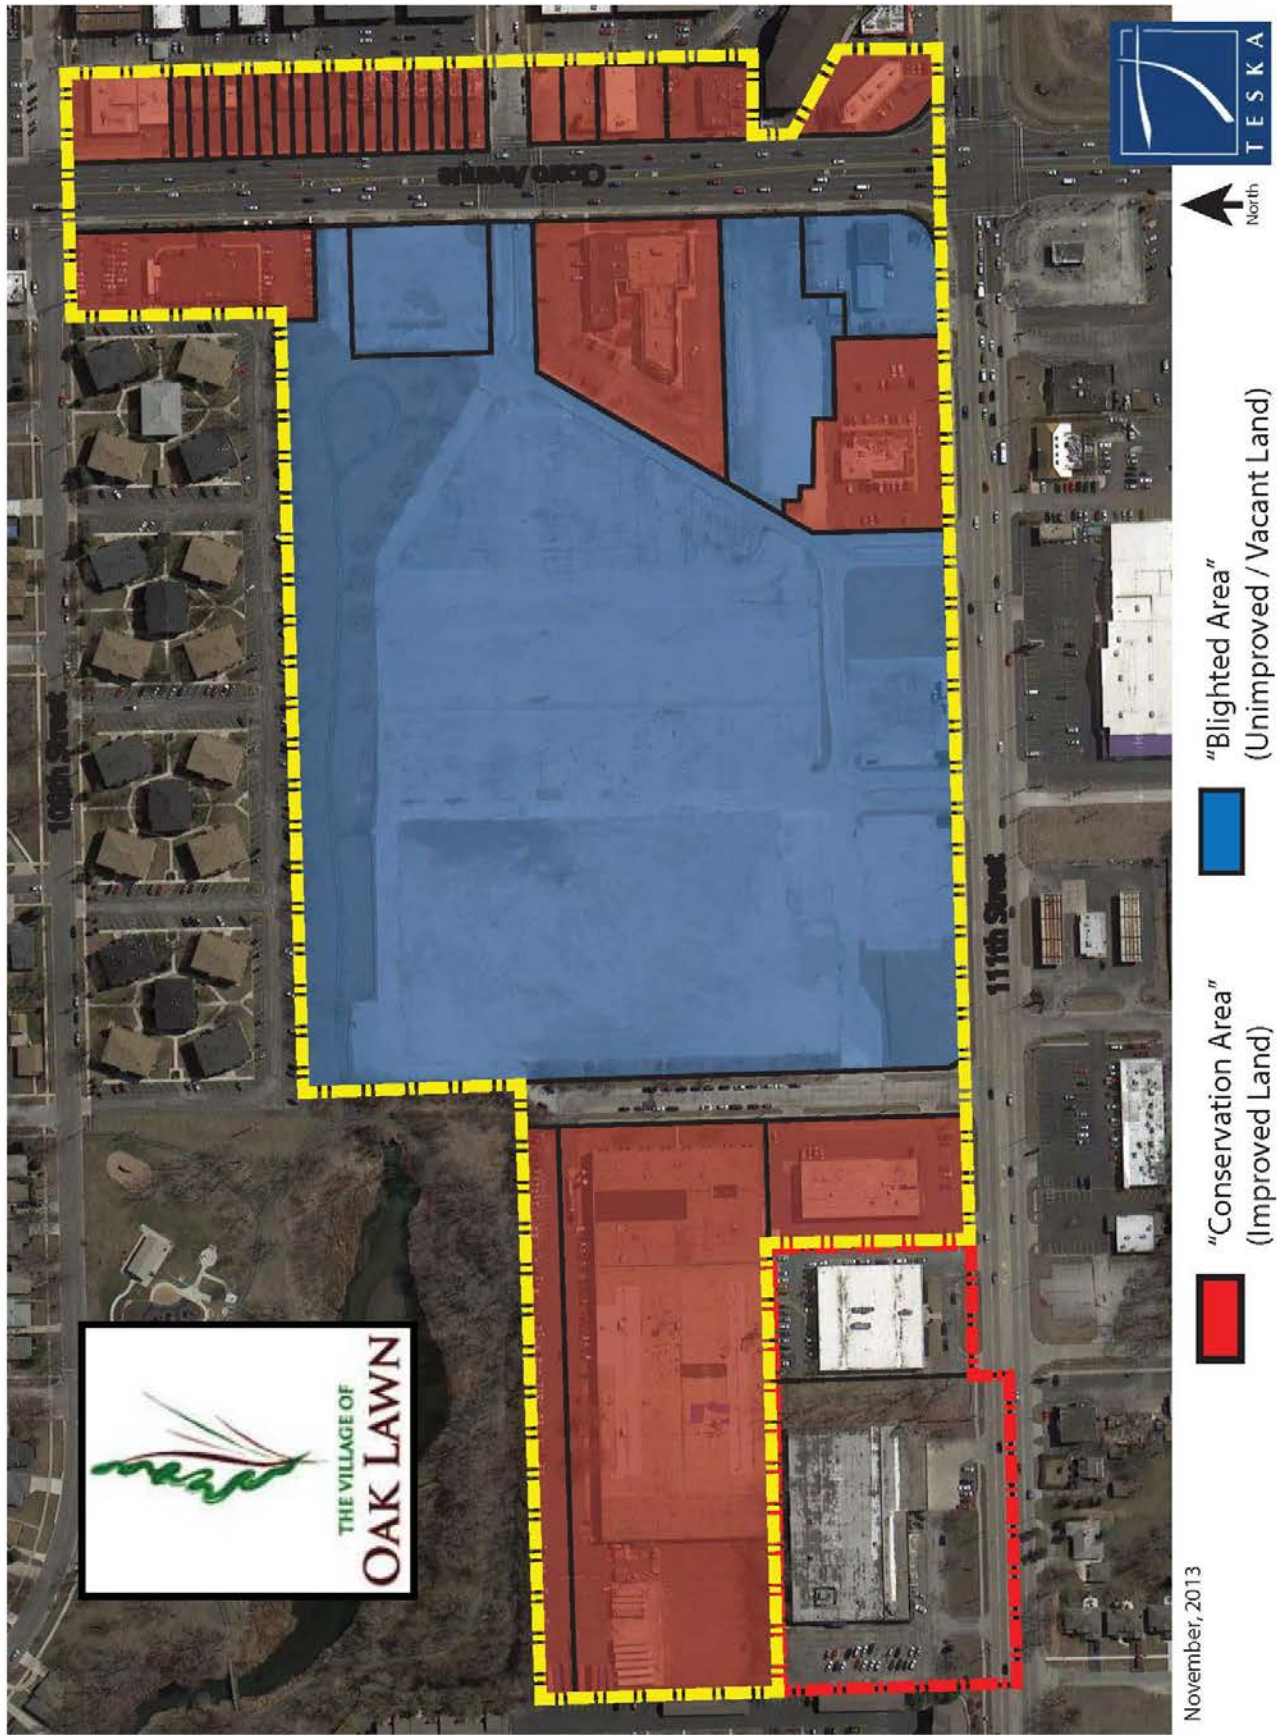 THE VILLAGE OF
OAK LAWN
Street
Cicero Avenue
111th Street
November, 2013
"Conservation Area"
(Improved Land)
"Blighted Area"
(Unimproved / Vacant Land)
North
TESKA